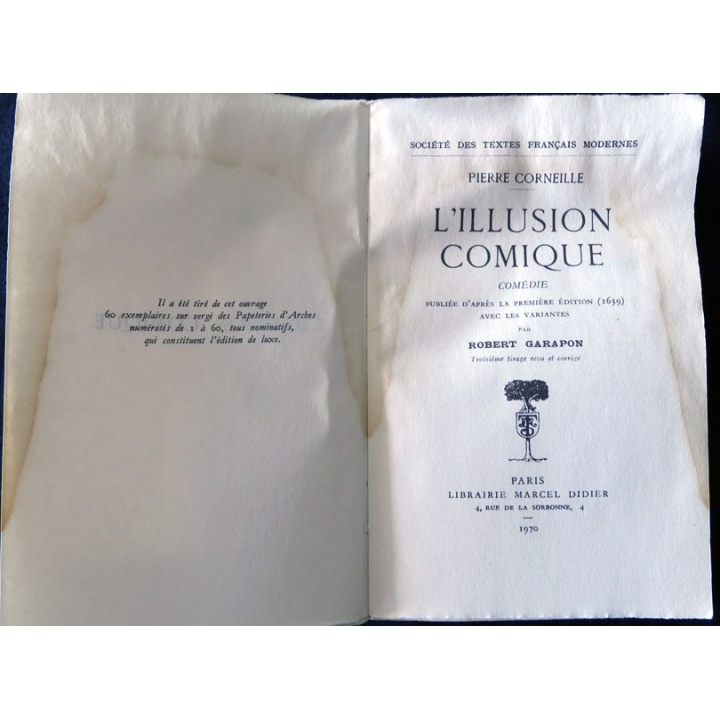 Il a été tiré de cet ouvrage
60 exemplaires sur vergé des Papeteries d'Arches
numérotés de 1 à 60, tous nominatifs,
qui constituent l'édition de luxe.
SOCIÉTÉ DES TEXTES FRANÇAIS MODERNES
PIERRE CORNEILLE
L'ILLUSION
COMIQUE
COMÉDIE
PUBLIÉE D'APRÈS LA PREMIÈRE ÉDITION (1639)
AVEC LES VARIANTES
PAR
ROBERT GARAPON
Troisième tirage revu et corrigé
PARIS
LIBRAIRIE MARCEL DIDIER
4, RUE DE LA SORBONNE, 4
1970